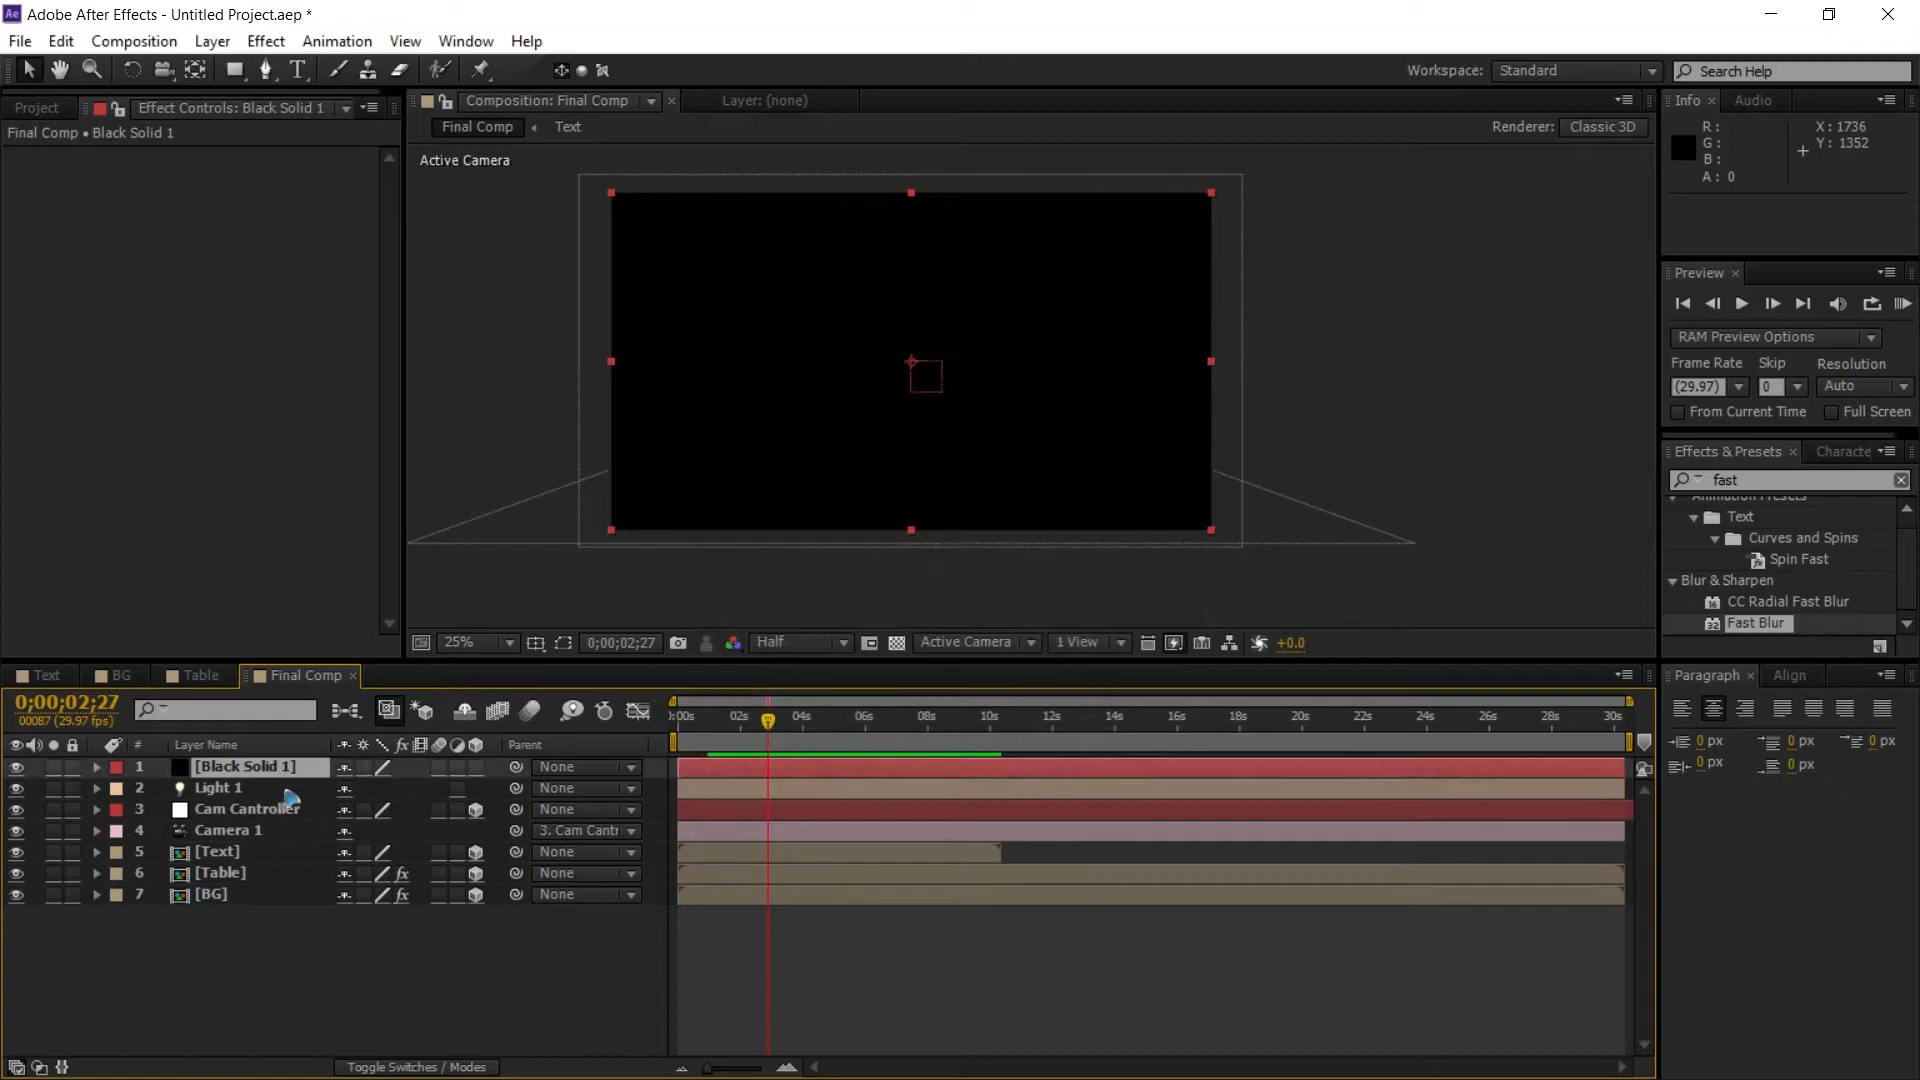 Adobe After Effects - Untitled Project.aep *
File Edit Composition Layer Effect Animation View Window Help
Workspace: Standard Search Help
Project Effect Controls: Black Solid 1 Composition: Final Comp Layer: (none) Info Audio
Final Comp • Black Solid 1
Final Comp Text Renderer: Classic 3D
Active Camera
R :
G :
B :
A : 0
X : 1736
Y : 1352
Preview
RAM Preview Options
Frame Rate Skip Resolution
(29.97) 0 Auto
From Current Time Full Screen
Effects & Presets Characte
fast
Animation Presets
Text
Curves and Spins
Spin Fast
Blur & Sharpen
CC Radial Fast Blur
Fast Blur
25% 0;00;02;27 Half Active Camera 1 View +0.0
Text BG Table Final Comp
0;00;02;27
00087 (29.97 fps)
):00s 02s 04s 06s 08s 10s 12s 14s 16s 18s 20s 22s 24s 26s 28s 30s
# Layer Name Parent
1 [Black Solid 1] None
2 Light 1 None
3 Cam Cantroller None
4 Camera 1 3. Cam Cantr
5 [Text] None
6 [Table] None
7 [BG] None
Toggle Switches / Modes
Paragraph Align
0 px 0 px 0 px
0 px 0 px